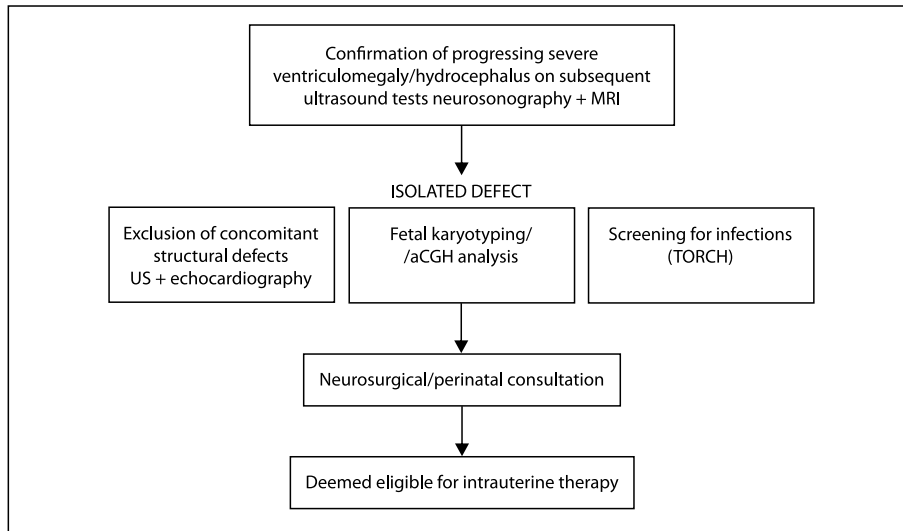 Confirmation of progressing severe
ventriculomegaly/hydrocephalus on subsequent
ultrasound tests neurosonography + MRI
ISOLATED DEFECT
Exclusion of concomitant
structural defects
US + echocardiography
Fetal karyotyping/
/aCGH analysis
Screening for infections
(TORCH)
Neurosurgical/perinatal consultation
Deemed eligible for intrauterine therapy